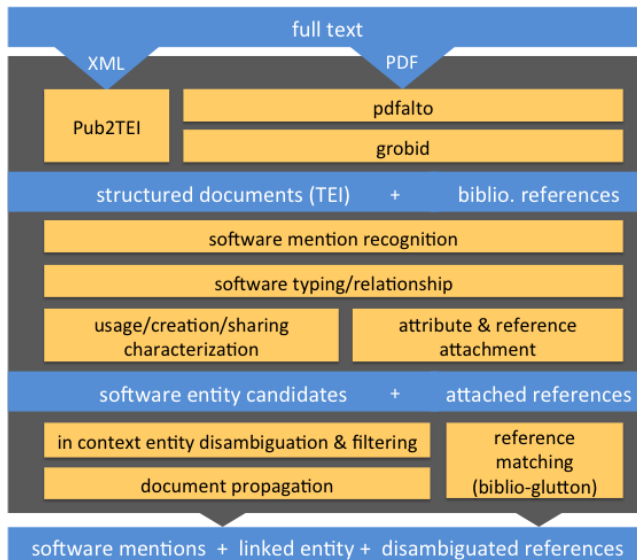 full text
XML
PDF
Pub2TEI
pdfalto
grobid
structured documents (TEI) + biblio. references
software mention recognition
software typing/relationship
usage/creation/sharing
characterization
attribute & reference
attachment
software entity candidates + attached references
in context entity disambiguation & filtering
document propagation
reference
matching
(biblio-glutton)
software mentions + linked entity + disambiguated references